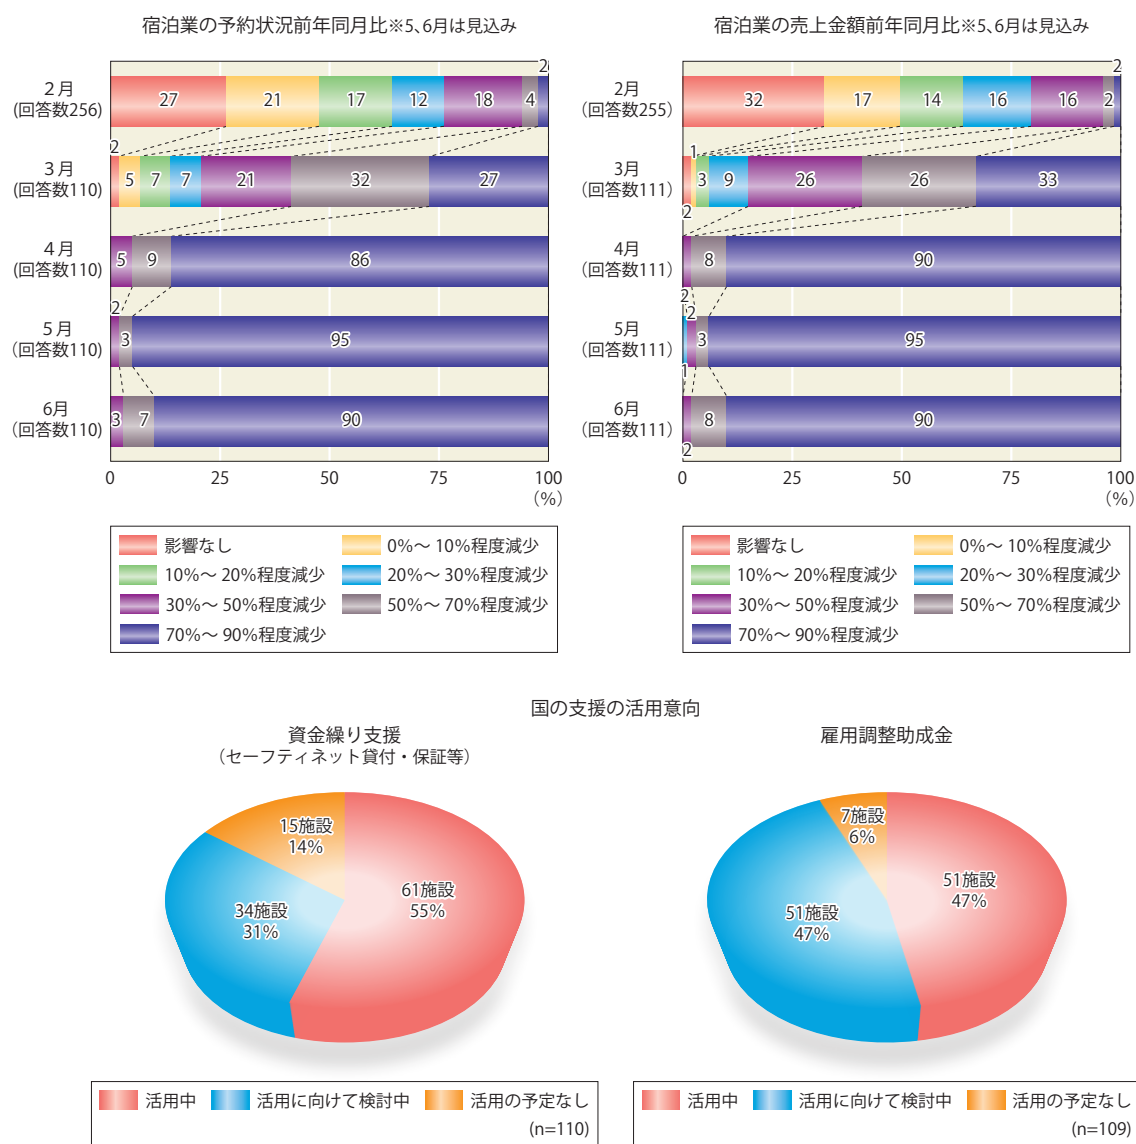 宿泊業の予約状況前年同月比※5、6月は見込み
2月
(回答数256)
27 21 17 12 18 4 2
3月
(回答数110)
2 5 7 7 21 32 27
4月
(回答数110)
5 9 86
5月
(回答数110)
2 3 95
6月
(回答数110)
3 7 90
0 25 50 75 100
(%)
影響なし 0%～10%程度減少
10%～20%程度減少 20%～30%程度減少
30%～50%程度減少 50%～70%程度減少
70%～90%程度減少
宿泊業の売上金額前年同月比※5、6月は見込み
2月
(回答数255)
32 17 14 16 16 2 2
3月
(回答数111)
2 1 3 9 26 26 33
4月
(回答数111)
2 8 90
5月
(回答数111)
1 2 3 95
6月
(回答数111)
2 8 90
0 25 50 75 100
(%)
影響なし 0%～10%程度減少
10%～20%程度減少 20%～30%程度減少
30%～50%程度減少 50%～70%程度減少
70%～90%程度減少
国の支援の活用意向
資金繰り支援
（セーフティネット貸付・保証等）
15施設
14%
61施設
55%
34施設
31%
活用中 活用に向けて検討中 活用の予定なし
(n=110)
雇用調整助成金
7施設
6%
51施設
47%
51施設
47%
活用中 活用に向けて検討中 活用の予定なし
(n=109)